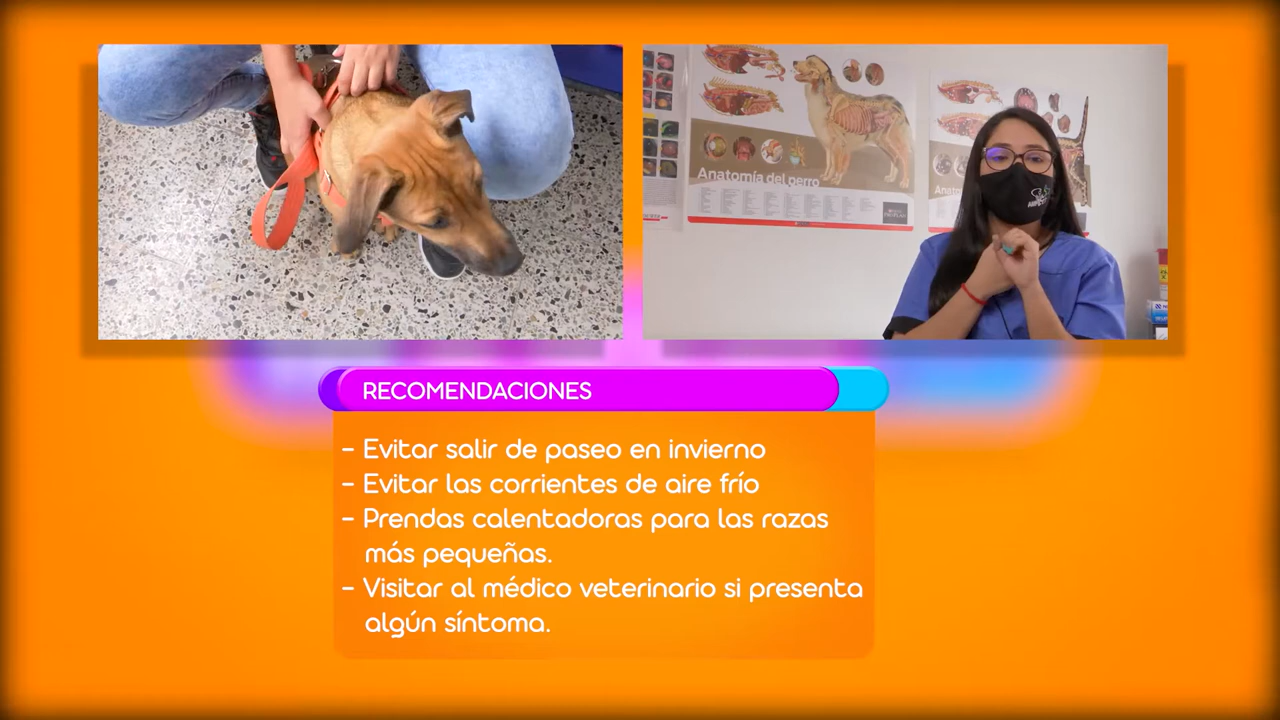 Anatomía del perro
RECOMENDACIONES
- Evitar salir de paseo en invierno
- Evitar las corrientes de aire frío
- Prendas calentadoras para las razas
más pequeñas.
- Visitar al médico veterinario si presenta
algún síntoma.